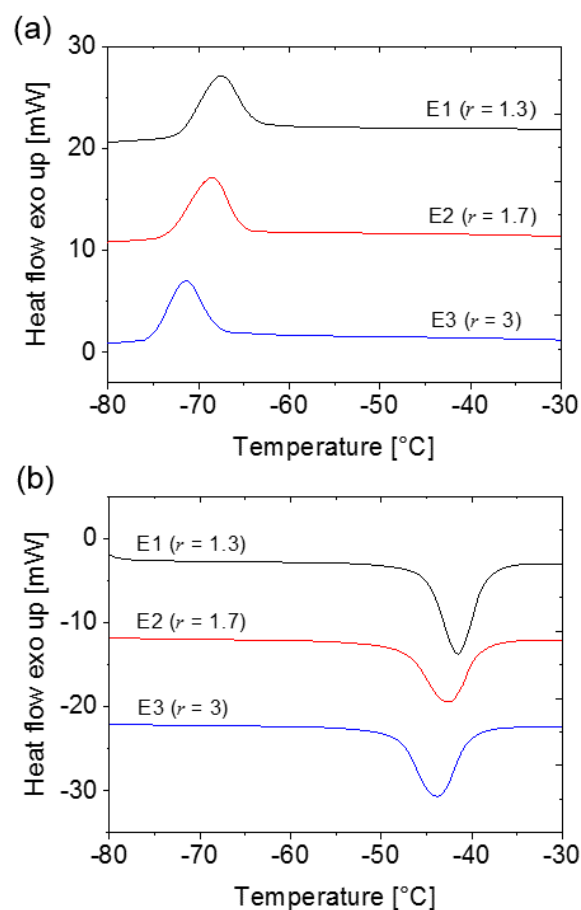 (a)
Heat flow exo up [mW]
30
20
10
0
E1 (r = 1.3)
E2 (r = 1.7)
E3 (r = 3)
-80 -70 -60 -50 -40 -30
Temperature [°C]
(b)
Heat flow exo up [mW]
0
-10
-20
-30
E1 (r = 1.3)
E2 (r = 1.7)
E3 (r = 3)
-80 -70 -60 -50 -40 -30
Temperature [°C]